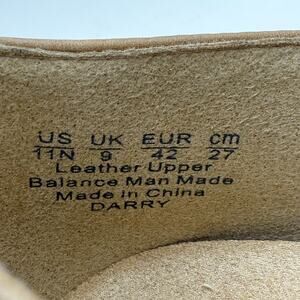 US UK EUR cm
11N 9 42 27
Leather Upper
Balance Man Made
Made in China
DARRY